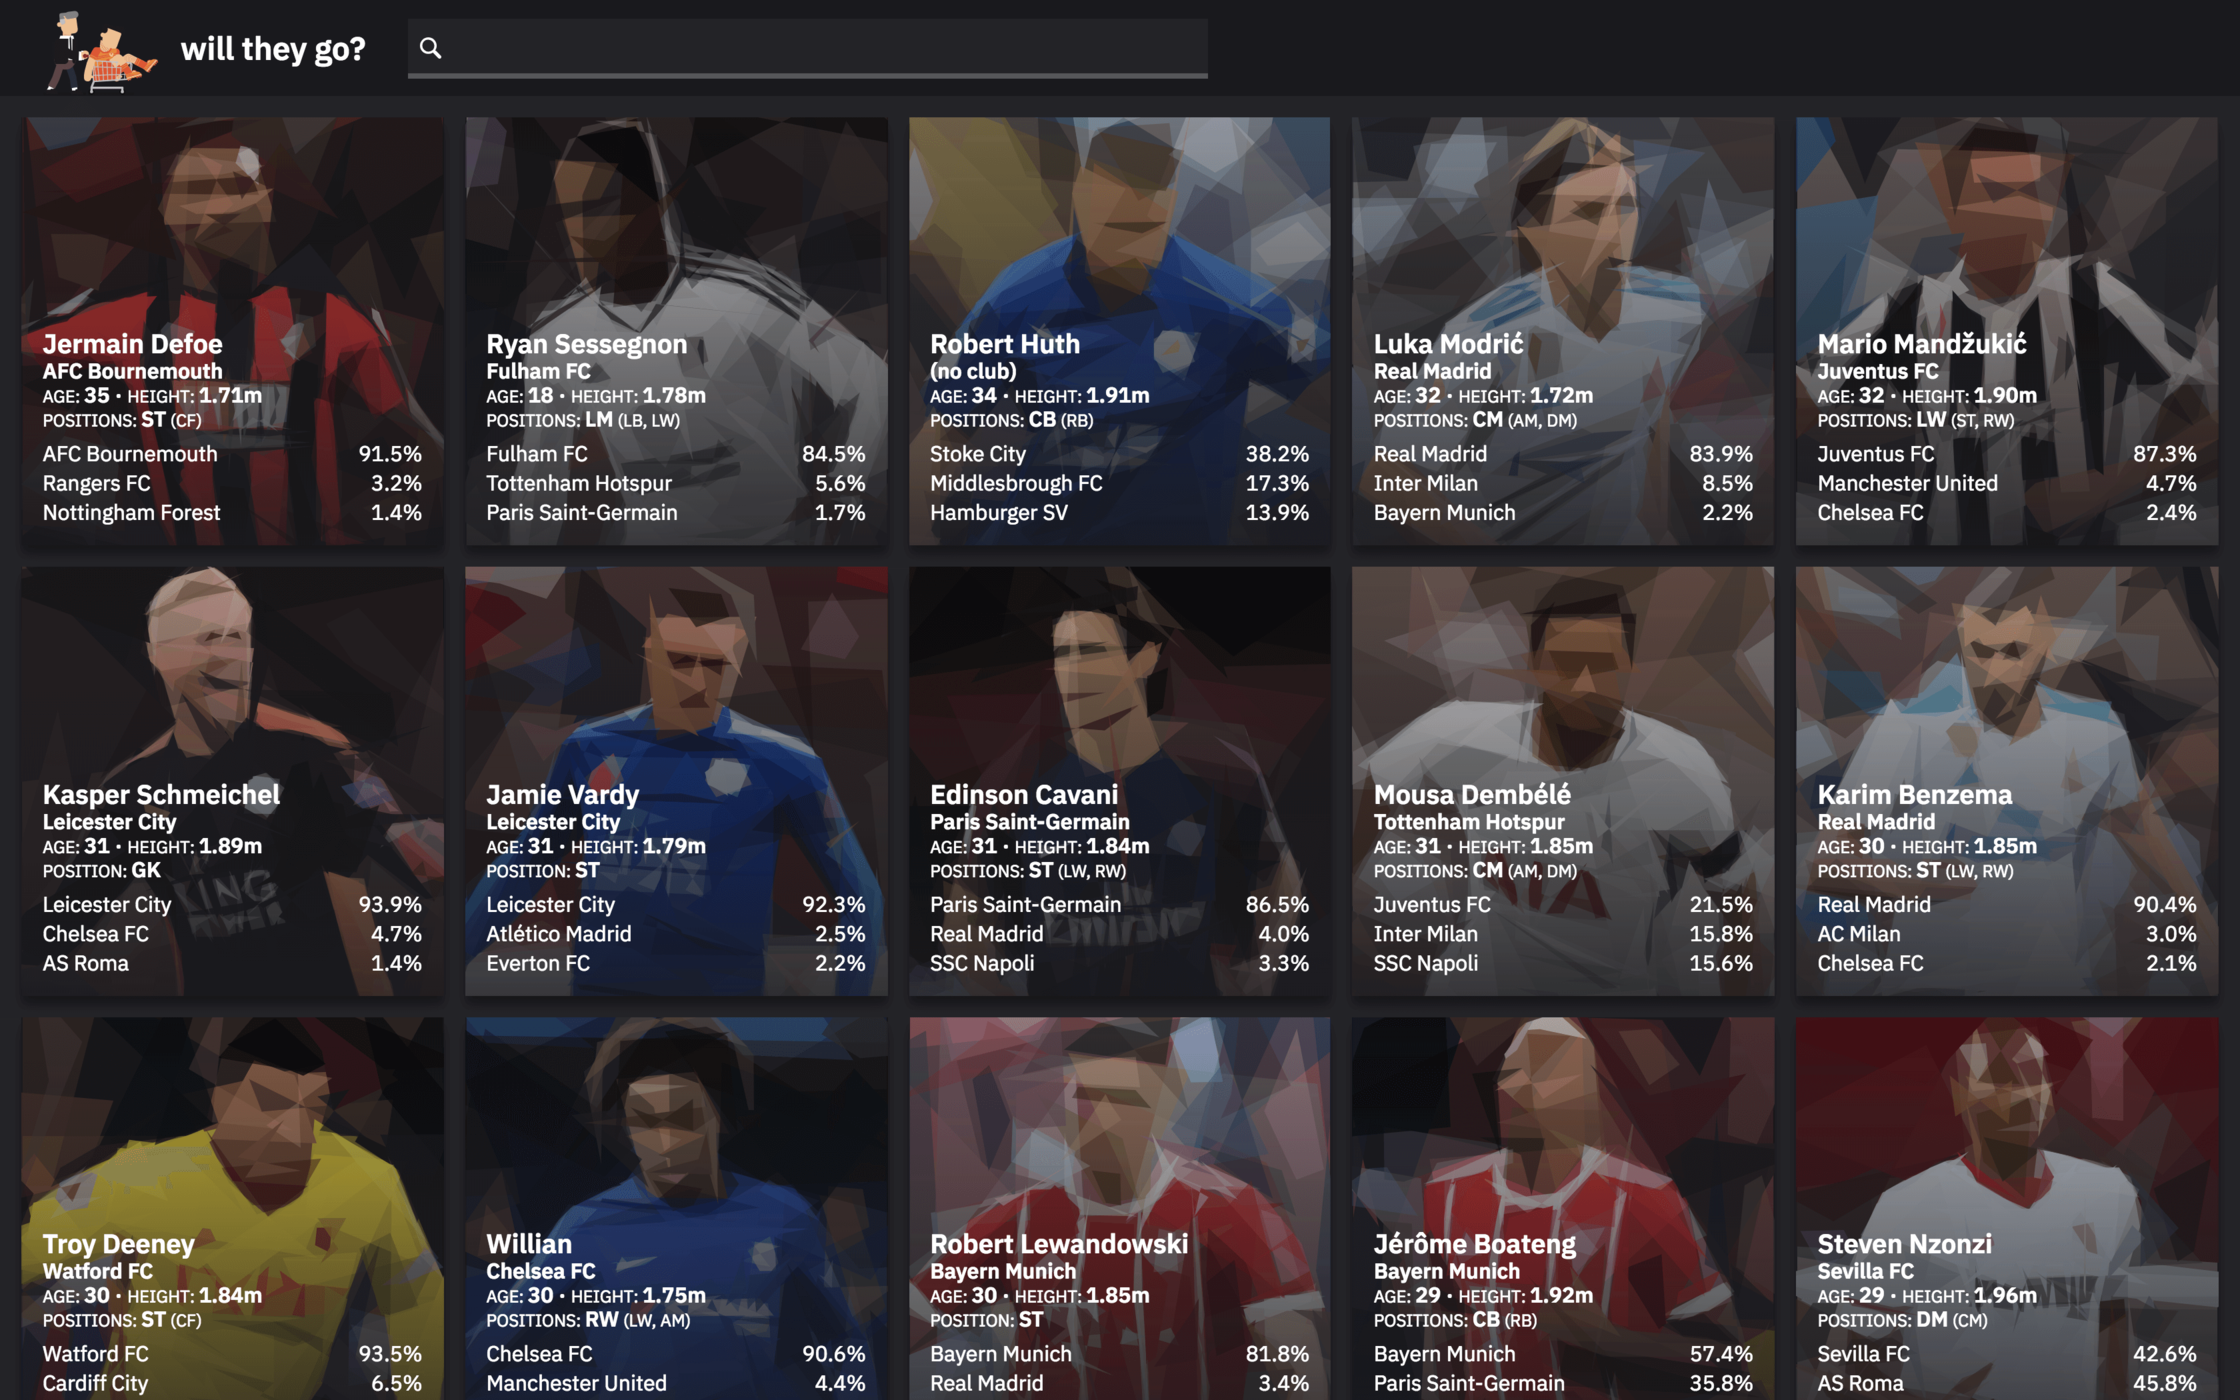 will they go?
Jermain Defoe
AFC Bournemouth
AGE: 35 • HEIGHT: 1.71m
POSITIONS: ST (CF)
AFC Bournemouth 91.5%
Rangers FC 3.2%
Nottingham Forest 1.4%
Ryan Sessegnon
Fulham FC
AGE: 18 • HEIGHT: 1.78m
POSITIONS: LM (LB, LW)
Fulham FC 84.5%
Tottenham Hotspur 5.6%
Paris Saint-Germain 1.7%
Robert Huth
(no club)
AGE: 34 • HEIGHT: 1.91m
POSITIONS: CB (RB)
Stoke City 38.2%
Middlesbrough FC 17.3%
Hamburger SV 13.9%
Luka Modrić
Real Madrid
AGE: 32 • HEIGHT: 1.72m
POSITIONS: CM (AM, DM)
Real Madrid 83.9%
Inter Milan 8.5%
Bayern Munich 2.2%
Mario Mandžukić
Juventus FC
AGE: 32 • HEIGHT: 1.90m
POSITIONS: LW (ST, RW)
Juventus FC 87.3%
Manchester United 4.7%
Chelsea FC 2.4%
Kasper Schmeichel
Leicester City
AGE: 31 • HEIGHT: 1.89m
POSITION: GK
Leicester City 93.9%
Chelsea FC 4.7%
AS Roma 1.4%
KING
Jamie Vardy
Leicester City
AGE: 31 • HEIGHT: 1.79m
POSITION: ST
Leicester City 92.3%
Atlético Madrid 2.5%
Everton FC 2.2%
Edinson Cavani
Paris Saint-Germain
AGE: 31 • HEIGHT: 1.84m
POSITIONS: ST (LW, RW)
Paris Saint-Germain 86.5%
Real Madrid 4.0%
SSC Napoli 3.3%
Mousa Dembélé
Tottenham Hotspur
AGE: 31 • HEIGHT: 1.85m
POSITIONS: CM (AM, DM)
Juventus FC 21.5%
Inter Milan 15.8%
SSC Napoli 15.6%
Karim Benzema
Real Madrid
AGE: 30 • HEIGHT: 1.85m
POSITIONS: ST (LW, RW)
Real Madrid 90.4%
AC Milan 3.0%
Chelsea FC 2.1%
Troy Deeney
Watford FC
AGE: 30 • HEIGHT: 1.84m
POSITIONS: ST (CF)
Watford FC 93.5%
Cardiff City 6.5%
Willian
Chelsea FC
AGE: 30 • HEIGHT: 1.75m
POSITIONS: RW (LW, AM)
Chelsea FC 90.6%
Manchester United 4.4%
Robert Lewandowski
Bayern Munich
AGE: 30 • HEIGHT: 1.85m
POSITION: ST
Bayern Munich 81.8%
Real Madrid 3.4%
Jérôme Boateng
Bayern Munich
AGE: 29 • HEIGHT: 1.92m
POSITIONS: CB (RB)
Bayern Munich 57.4%
Paris Saint-Germain 35.8%
Steven Nzonzi
Sevilla FC
AGE: 29 • HEIGHT: 1.96m
POSITIONS: DM (CM)
Sevilla FC 42.6%
AS Roma 45.8%